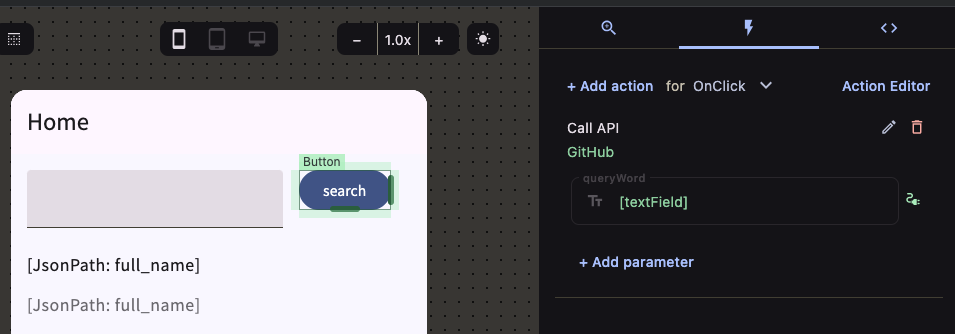 − 1.0x +
Home
Button
search
[JsonPath: full_name]
[JsonPath: full_name]
+ Add action for OnClick
Action Editor
Call API
GitHub
queryWord
Tт [textField]
+ Add parameter